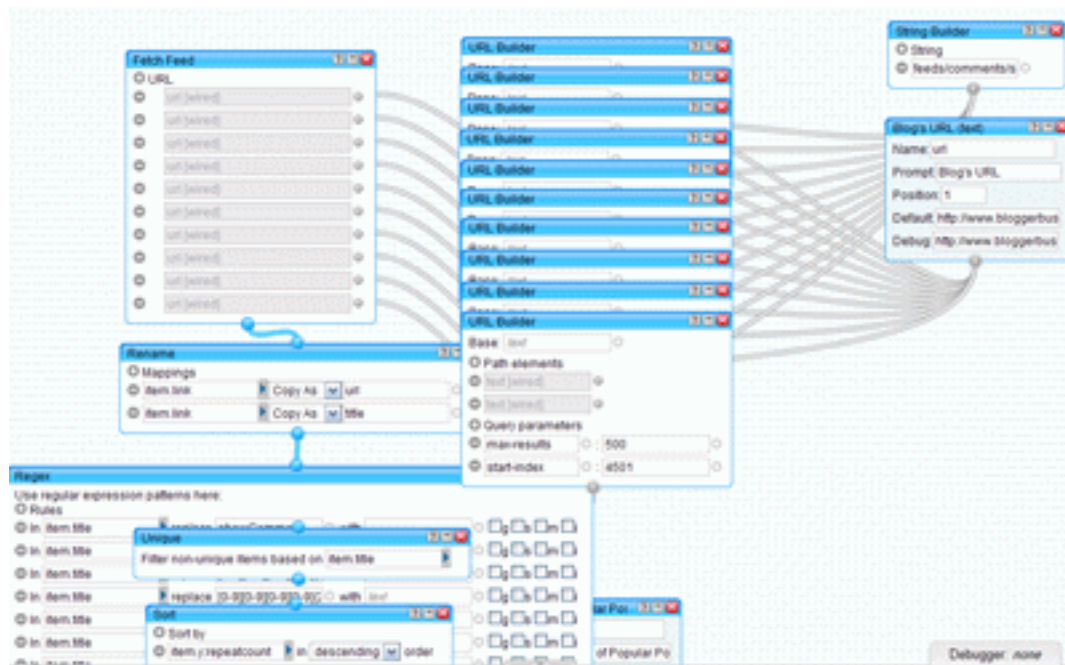 Fetch Feed
URL
url [wired]
url [wired]
url [wired]
url [wired]
url [wired]
url [wired]
url [wired]
url [wired]
url [wired]
url [wired]
Rename
Mappings
item.link Copy As url
item.link Copy As title
Regex
Use regular expression patterns here:
Rules
In item.title replace with
In item.title
In item.title
In item.title replace with text
In item.title
In item.title
In item.title
Unique
Filter non-unique items based on item.title
Sort
Sort by
item.y:repeatcount in descending order
URL Builder
URL Builder
URL Builder
URL Builder
URL Builder
URL Builder
URL Builder
URL Builder
URL Builder
URL Builder
Base: text
Path elements
text [wired]
text [wired]
Query parameters
max-results : 500
start-index : 4501
String Builder
String
feeds/comments/s
Blog's URL (text)
Name: url
Prompt: Blog's URL
Position: 1
Default: http://www.bloggerbus
Debug: http://www.bloggerbus
of Popular Po
Debugger: none